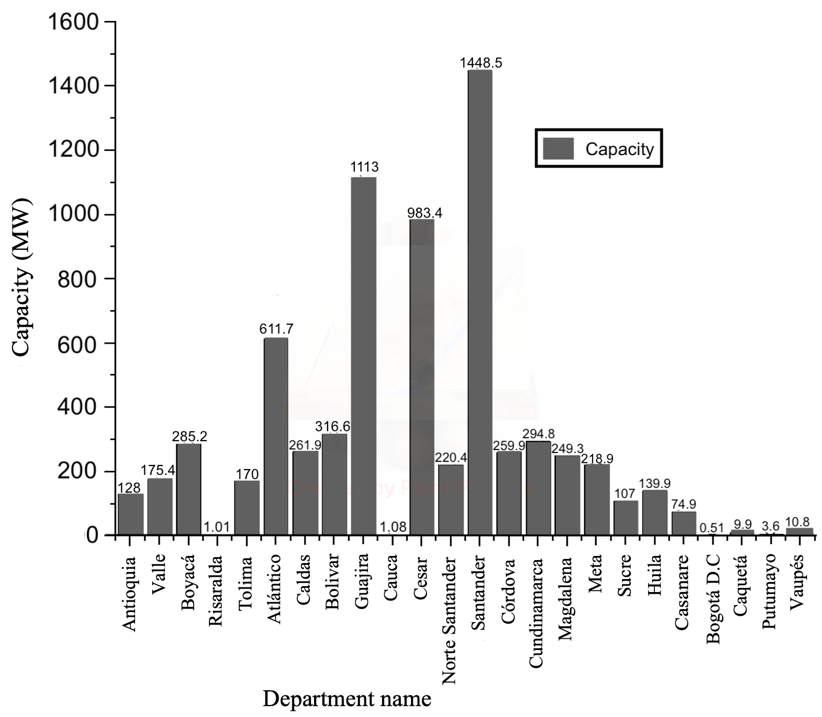 1600
1400
1200
1000
800
600
400
200
0
Capacity (MW)
Capacity
128
175.4
285.2
1.01
170
611.7
261.9
316.6
1113
1.08
983.4
220.4
1448.5
259.9
294.8
249.3
218.9
107
139.9
74.9
0.51
9.9
3.6
10.8
Antioquia
Valle
Boyacá
Risaralda
Tolima
Atlántico
Caldas
Bolivar
Guajira
Cauca
Cesar
Norte Santander
Santander
Córdova
Cundinamarca
Magdalena
Meta
Sucre
Huila
Casanare
Bogotá D.C
Caquetá
Putumayo
Vaupés
Department name